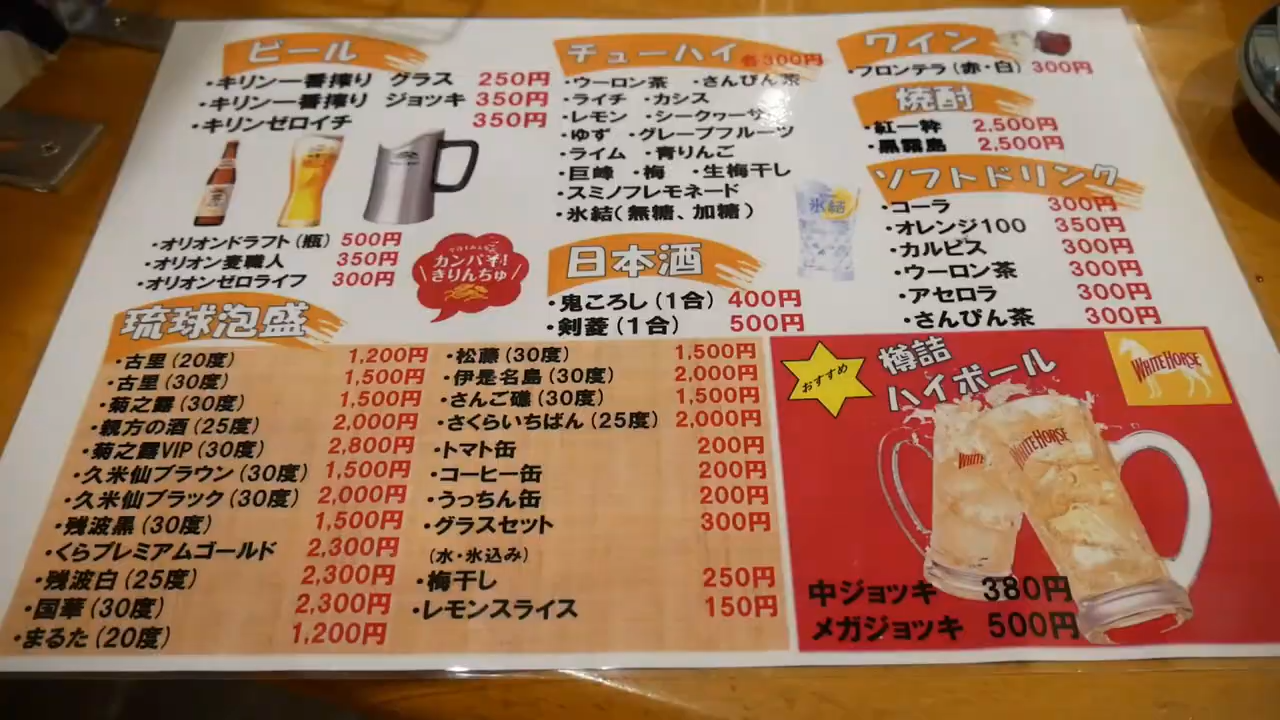 ビール
・キリン一番搾り グラス 250円
・キリン一番搾り ジョッキ 350円
・キリンゼロイチ 350円
・オリオンドラフト(瓶) 500円
・オリオン麦職人 350円
・オリオンゼロライフ 300円
カンパイ!
きりんちゅ
チューハイ 各300円
・ウーロン茶 ・さんぴん茶
・ライチ ・カシス
・レモン ・シークヮーサー
・ゆず ・グレープフルーツ
・ライム ・青りんご
・巨峰 ・梅 ・生梅干し
・スミノフレモネード
・氷結(無糖、加糖)
氷結
日本酒
・鬼ころし(1合) 400円
・剣菱(1合) 500円
ワイン
・フロンテラ(赤・白) 300円
焼酎
・紅一粋 2.500円
・黒霧島 2,500円
ソフトドリンク
・コーラ 300円
・オレンジ100 350円
・カルピス 300円
・ウーロン茶 300円
・アセロラ 300円
・さんぴん茶 300円
琉球泡盛
・古里(20度) 1,200円
・古里(30度) 1,500円
・菊之露(30度) 1,500円
・親方の酒(25度) 2,000円
・菊之露VIP(30度) 2,800円
・久米仙ブラウン(30度) 1,500円
・久米仙ブラック(30度) 2,000円
・残波黒(30度) 1,500円
・くらプレミアムゴールド 2,300円
・残波白(25度) 2,300円
・国華(30度) 2,300円
・まるた(20度) 1,200円
・松藤(30度) 1,500円
・伊是名島(30度) 2,000円
・さんご礁(30度) 1,500円
・さくらいちばん(25度) 2,000円
・トマト缶 200円
・コーヒー缶 200円
・うっちん缶 200円
・グラスセット 300円
(水・氷込み)
・梅干し 250円
・レモンスライス 150円
おすすめ
樽詰
ハイボール
WHITE HORSE
WHITE
WHITE HORSE
中ジョッキ 380円
メガジョッキ 500円